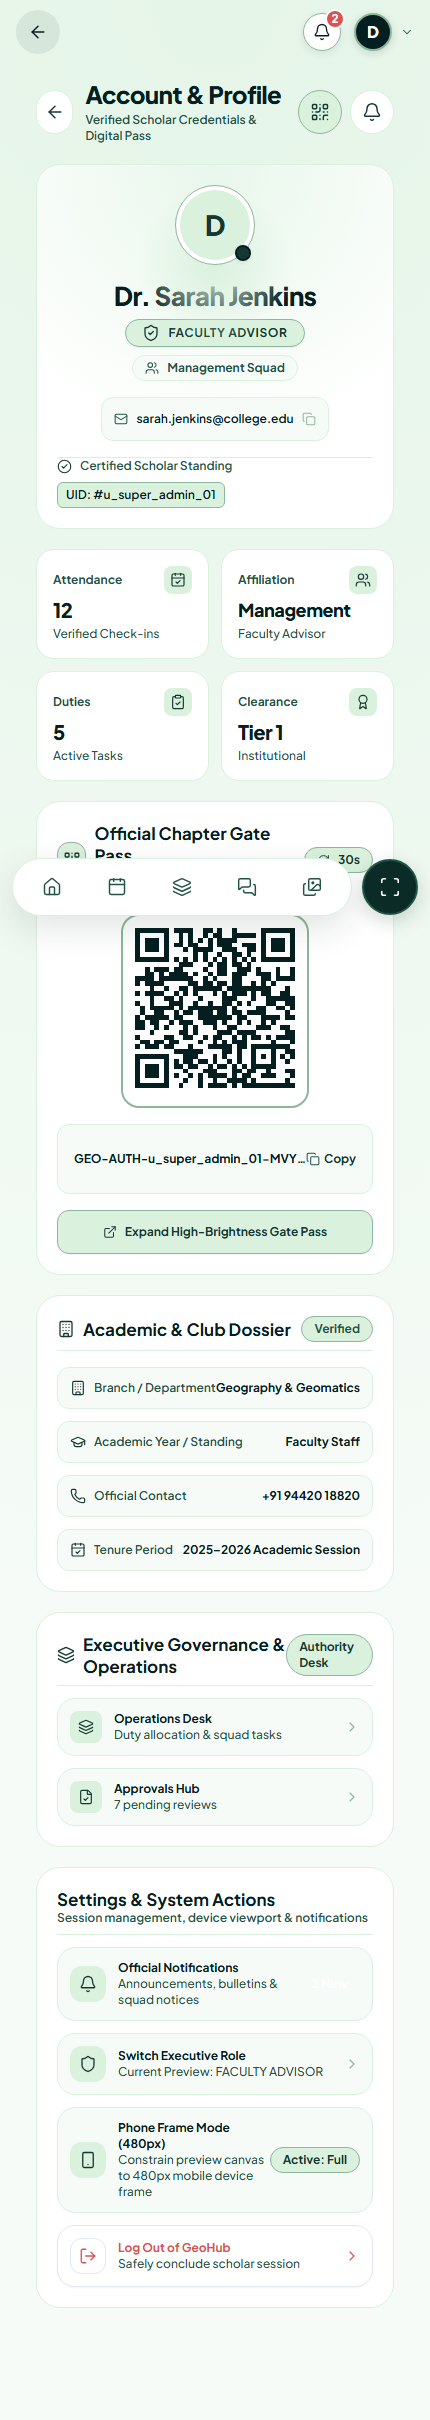 2
D
Account & Profile
Verified Scholar Credentials &
Digital Pass
D
Dr. Sarah Jenkins
FACULTY ADVISOR
Management Squad
sarah.jenkins@college.edu
Certified Scholar Standing
UID: #u_super_admin_01
Attendance
12
Verified Check-ins
Affiliation
Management
Faculty Advisor
Duties
5
Active Tasks
Clearance
Tier 1
Institutional
Official Chapter Gate
Pass
30s
GEO-AUTH-u_super_admin_01-MVY... Copy
Expand High-Brightness Gate Pass
Academic & Club Dossier Verified
Branch / Department Geography & Geomatics
Academic Year / Standing Faculty Staff
Official Contact +91 94420 18820
Tenure Period 2025–2026 Academic Session
Executive Governance &
Operations
Authority
Desk
Operations Desk
Duty allocation & squad tasks
Approvals Hub
7 pending reviews
Settings & System Actions
Session management, device viewport & notifications
Official Notifications
Announcements, bulletins &
squad notices
Switch Executive Role
Current Preview: FACULTY ADVISOR
Phone Frame Mode
(480px)
Constrain preview canvas
to 480px mobile device
frame
Active: Full
Log Out of GeoHub
Safely conclude scholar session